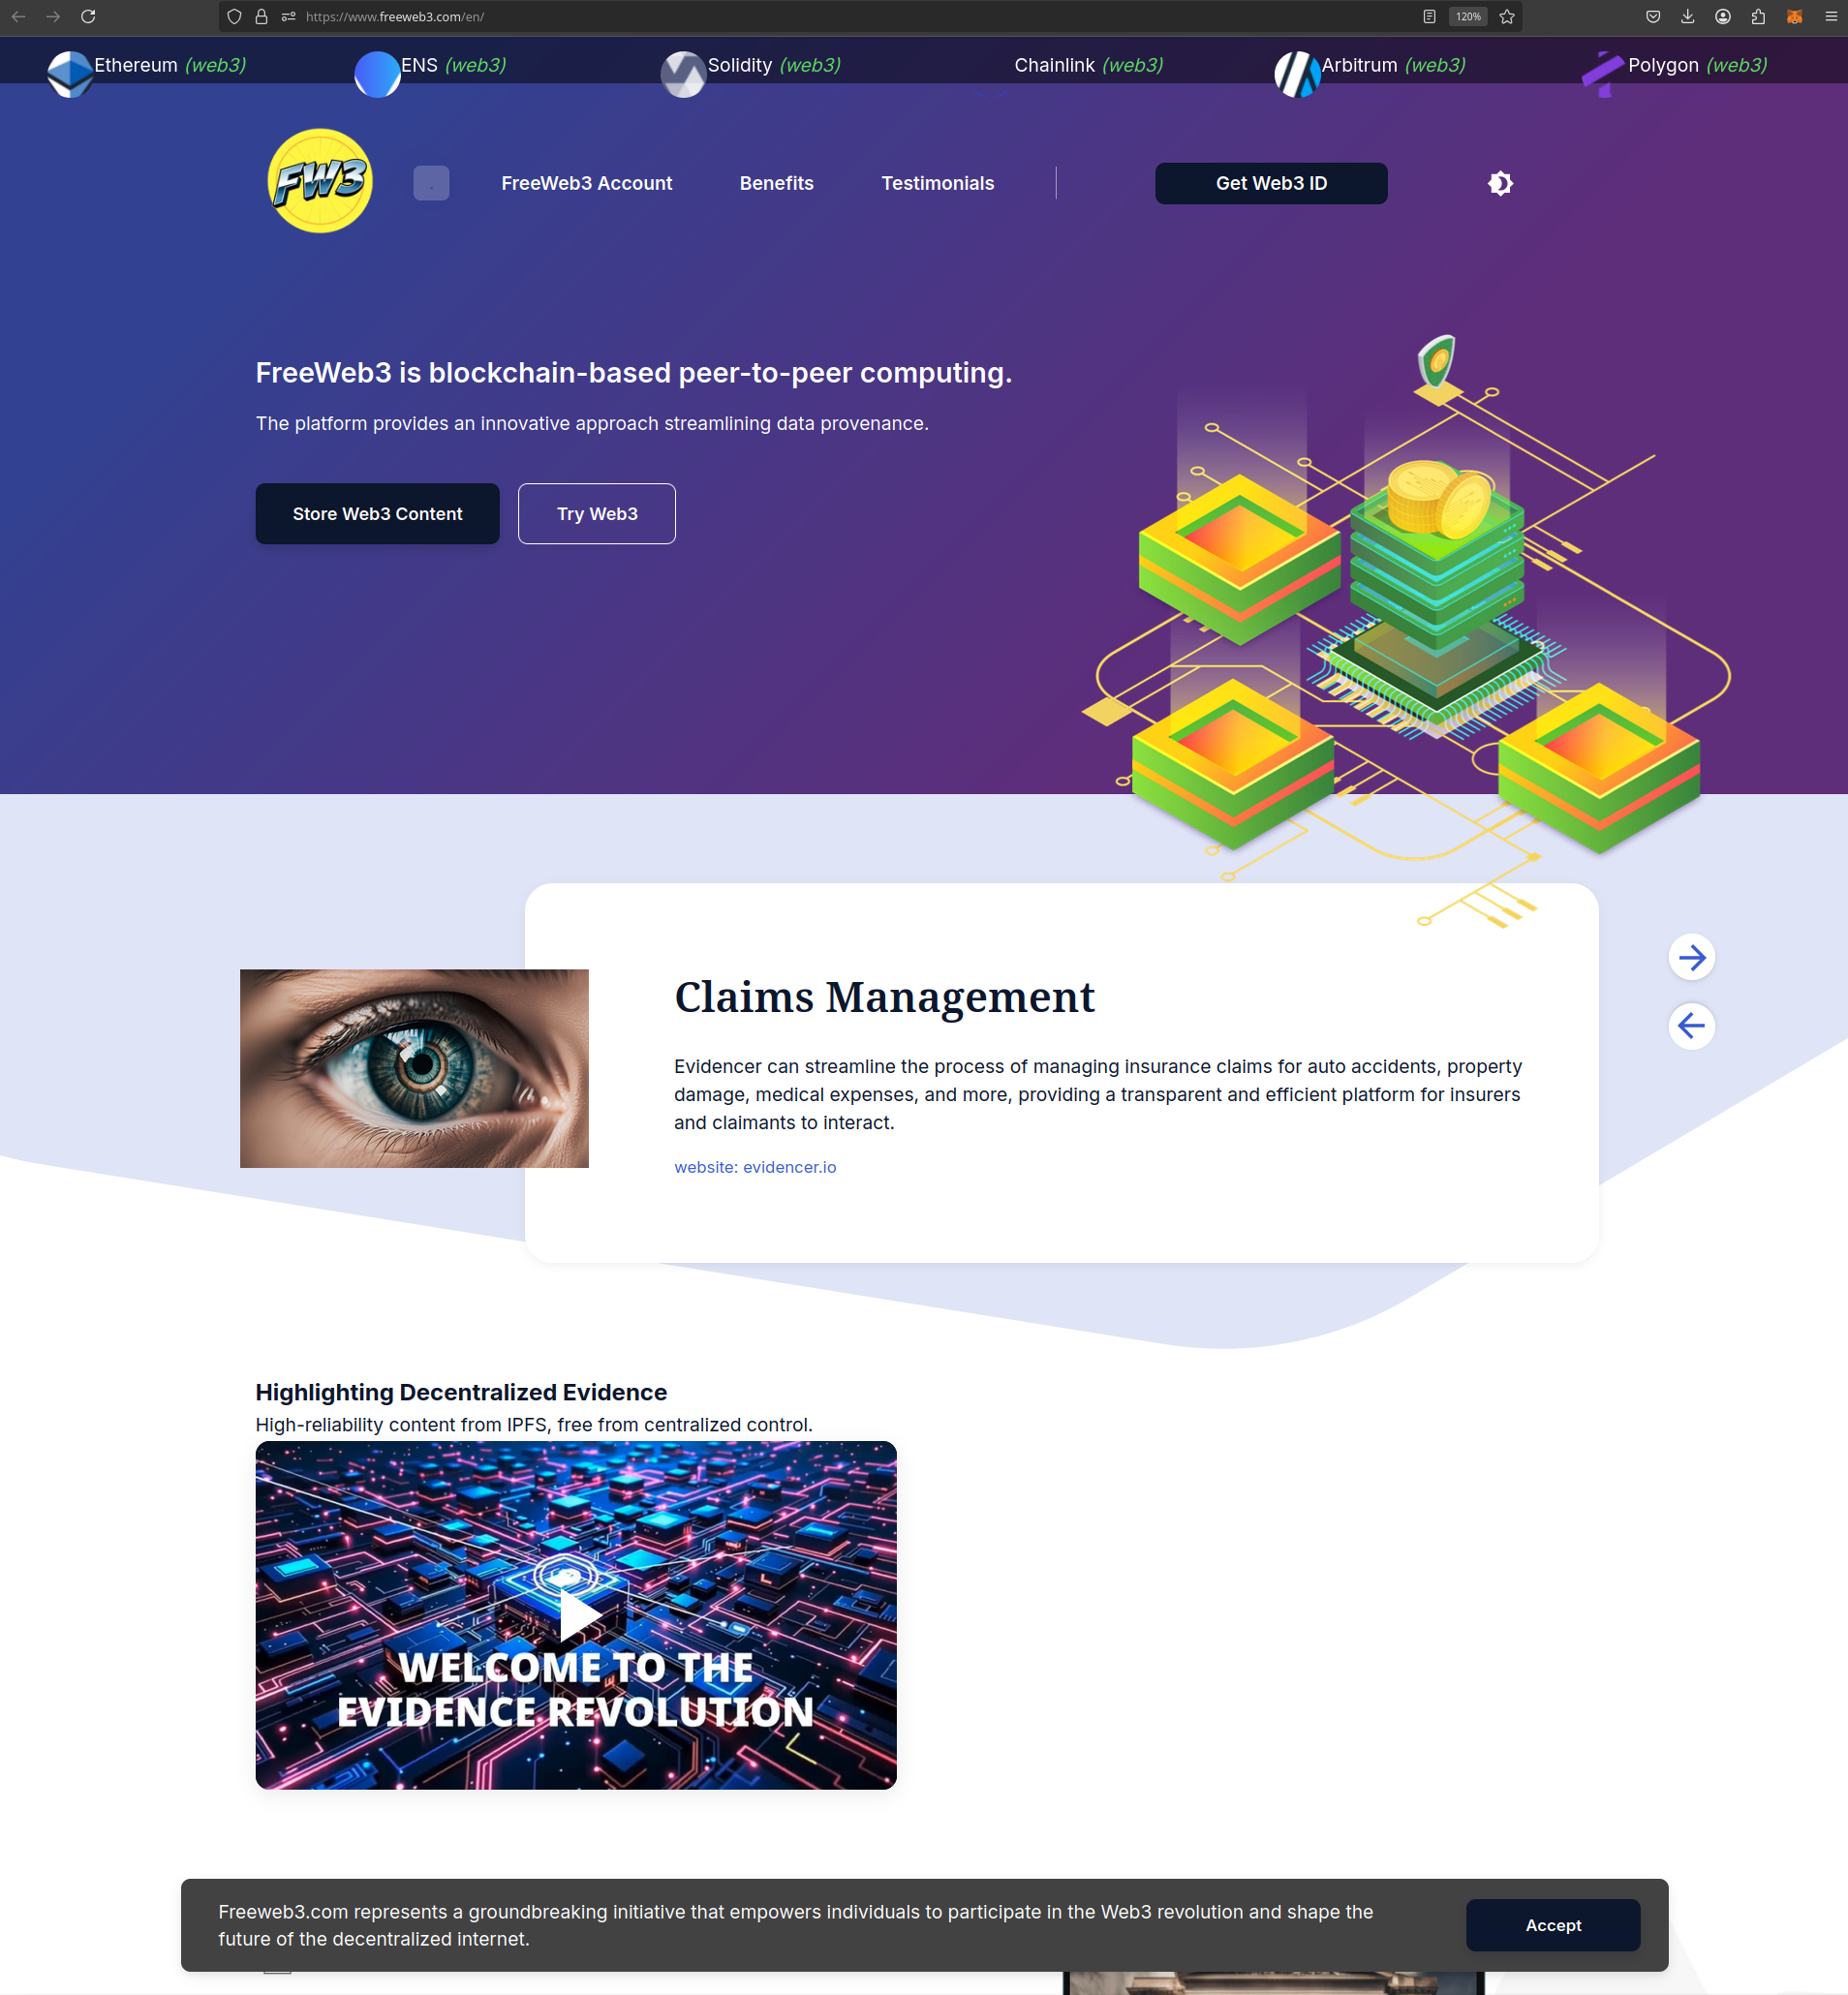 https://www.freeweb3.com/en/
120%
Ethereum (web3)
ENS (web3)
Solidity (web3)
Chainlink (web3)
Arbitrum (web3)
Polygon (web3)
FW3
FreeWeb3 Account
Benefits
Testimonials
Get Web3 ID
FreeWeb3 is blockchain-based peer-to-peer computing.
The platform provides an innovative approach streamlining data provenance.
Store Web3 Content
Try Web3
Claims Management
Evidencer can streamline the process of managing insurance claims for auto accidents, property
damage, medical expenses, and more, providing a transparent and efficient platform for insurers
and claimants to interact.
website: evidencer.io
Highlighting Decentralized Evidence
High-reliability content from IPFS, free from centralized control.
WELCOME TO THE
EVIDENCE REVOLUTION
Freeweb3.com represents a groundbreaking initiative that empowers individuals to participate in the Web3 revolution and shape the
future of the decentralized internet.
Accept